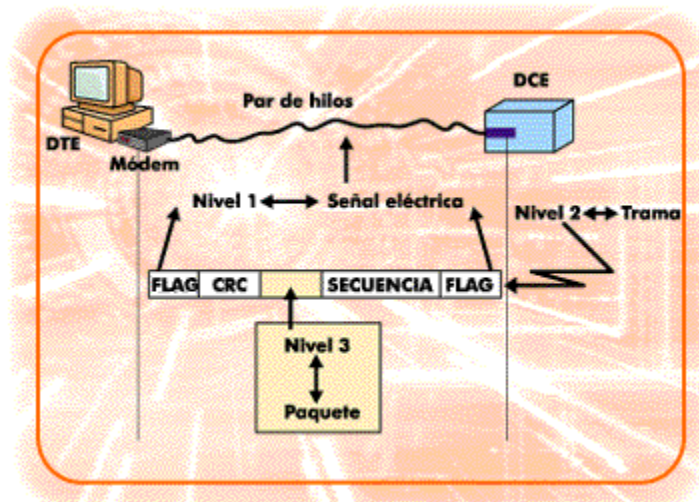 DCE
Par de hilos
DTE
Módem
Nivel 1 Señal eléctrica
Nivel 2 Trama
FLAG CRC SECUENCIA FLAG
Nivel 3
Paquete